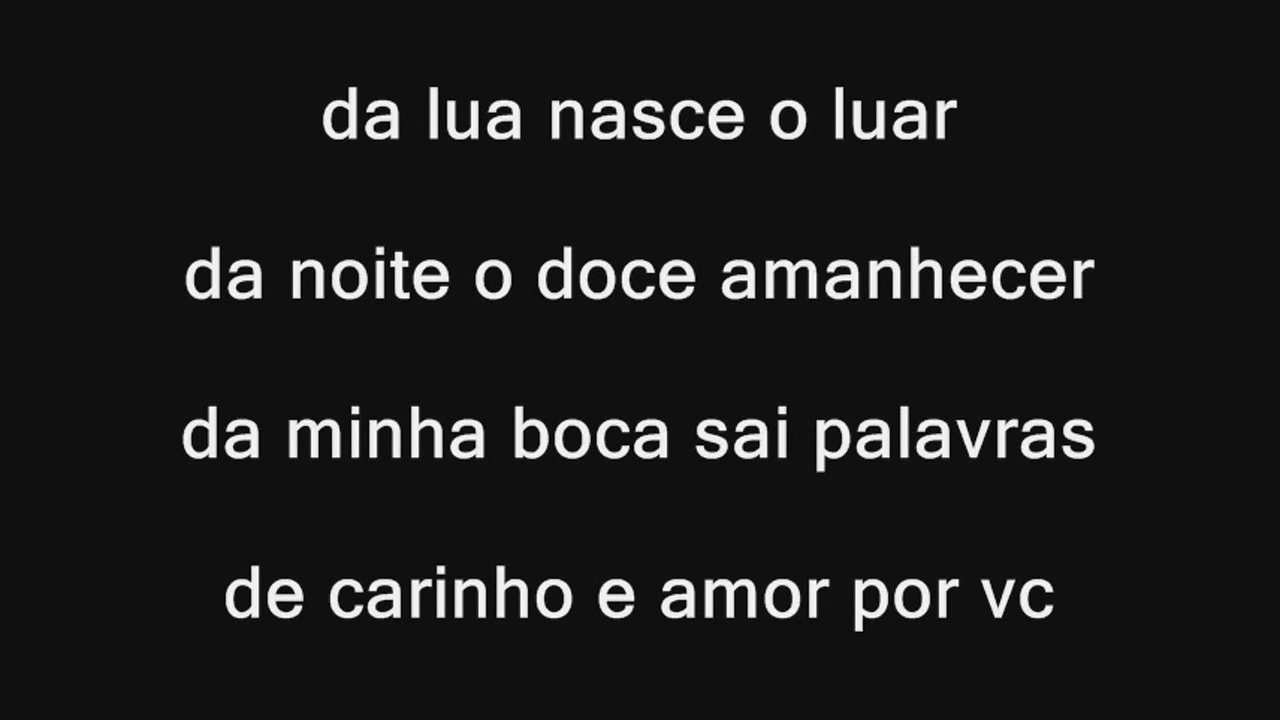 da lua nasce o luar
da noite o doce amanhecer
da minha boca sai palavras
de carinho e amor por vc